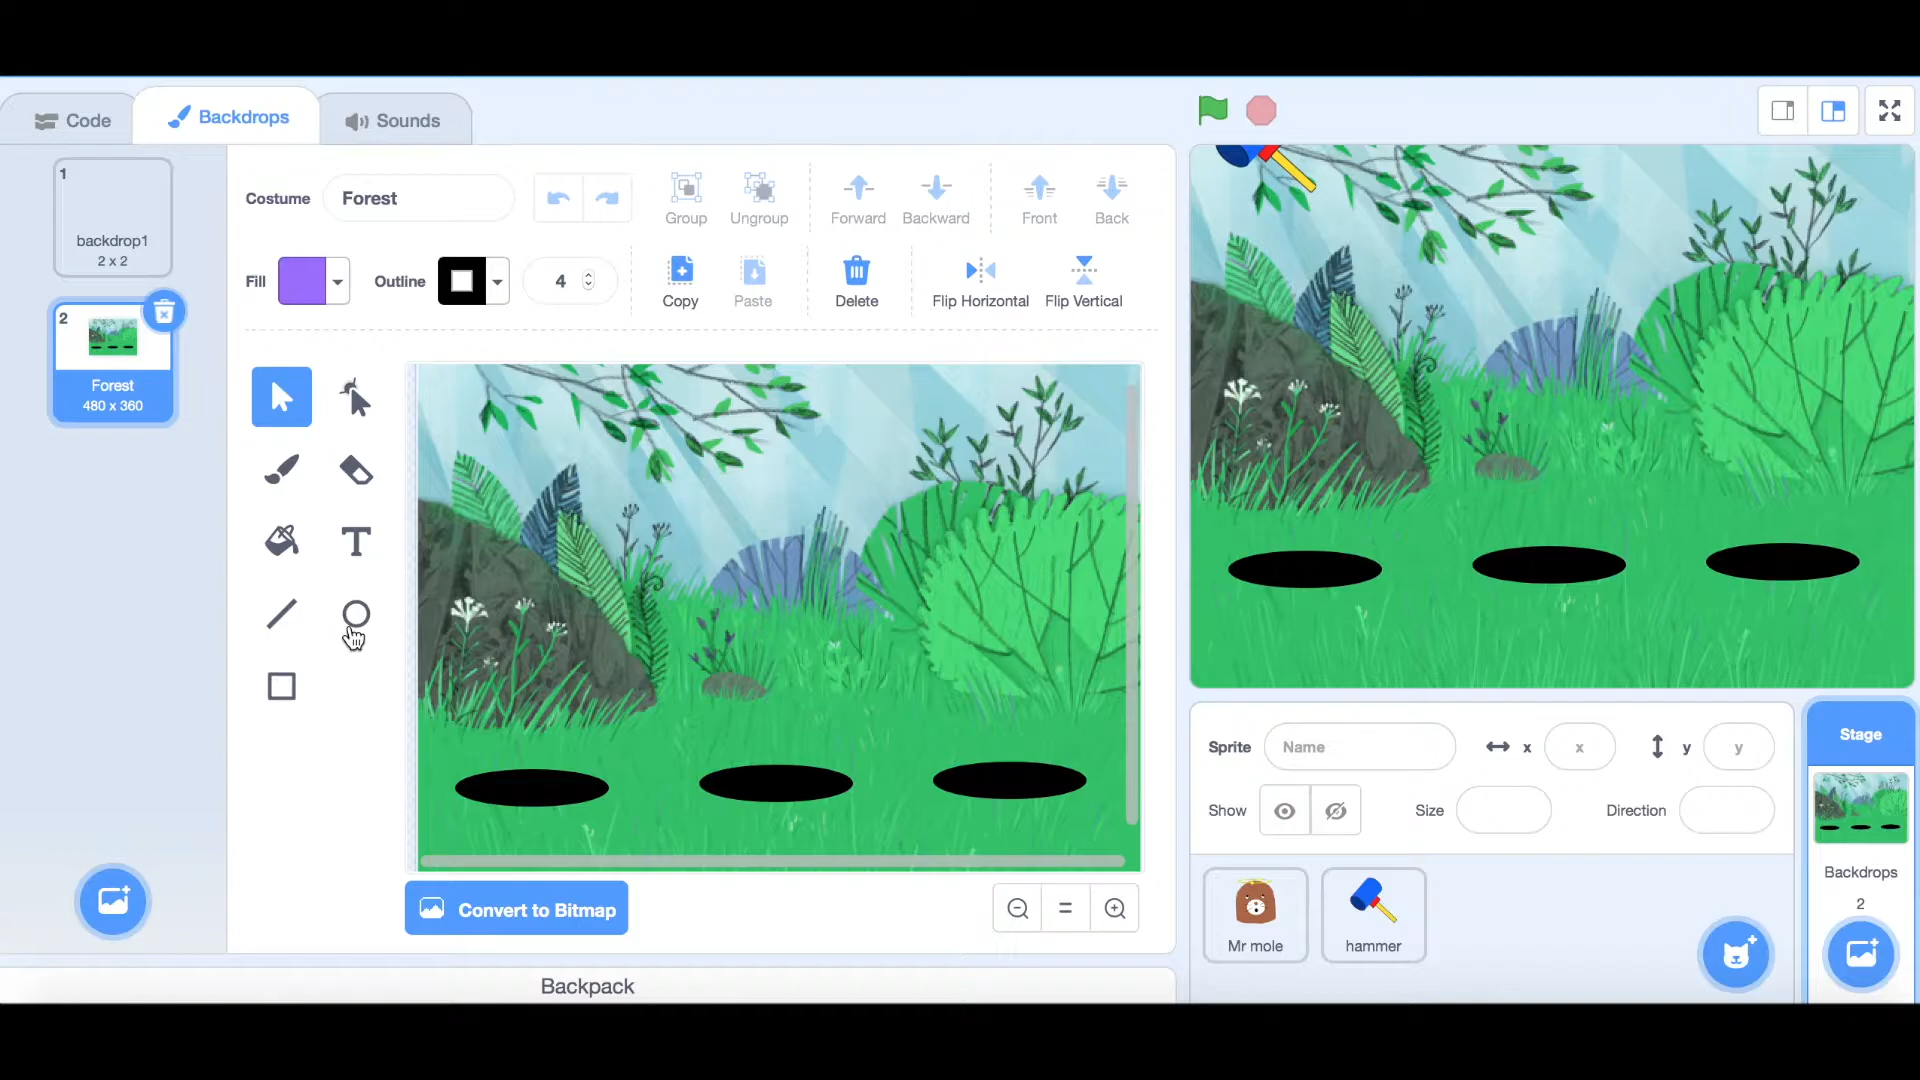 Code
Backdrops
Sounds
1
backdrop1
2 x 2
2
Forest
480 x 360
Costume
Forest
Group
Ungroup
Forward
Backward
Front
Back
Fill
Outline
4
Copy
Paste
Delete
Flip Horizontal
Flip Vertical
Convert to Bitmap
Backpack
Sprite
Name
x
x
y
y
Show
Size
Direction
Mr mole
hammer
Stage
Backdrops
2